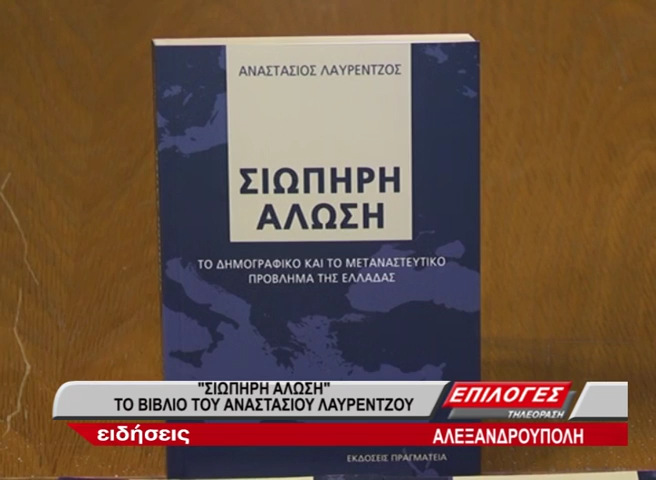 ΑΝΑΣΤΑΣΙΟΣ ΛΑΥΡΕΝΤΖΟΣ
ΣΙΩΠΗΡΗ
ΑΛΩΣΗ
ΤΟ ΔΗΜΟΓΡΑΦΙΚΟ ΚΑΙ ΤΟ ΜΕΤΑΝΑΣΤΕΥΤΙΚΟ
ΠΡΟΒΛΗΜΑ ΤΗΣ ΕΛΛΑΔΑΣ
"ΣΙΩΠΗΡΗ ΑΛΩΣΗ"
ΤΟ ΒΙΒΛΙΟ ΤΟΥ ΑΝΑΣΤΑΣΙΟΥ ΛΑΥΡΕΝΤΖΟΥ
ΕΠΙΛΟΓΕΣ
ΤΗΛΕΟΡΑΣΗ
ειδήσεις
ΑΛΕΞΑΝΔΡΟΥΠΟΛΗ
ΕΚΔΟΣΕΙΣ ΠΡΑΓΜΑΤΕΙΑ